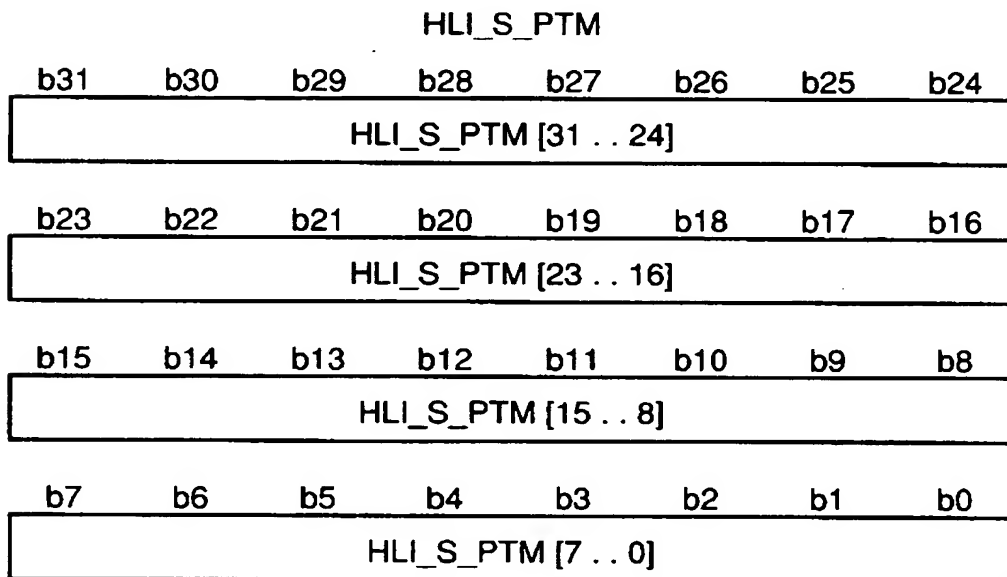 HLI_S_PTM
b31 b30 b29 b28 b27 b26 b25 b24
HLI_S_PTM [31 . . 24]
b23 b22 b21 b20 b19 b18 b17 b16
HLI_S_PTM [23 . . 16]
b15 b14 b13 b12 b11 b10 b9 b8
HLI_S_PTM [15 . . 8]
b7 b6 b5 b4 b3 b2 b1 b0
HLI_S_PTM [7 . . 0]